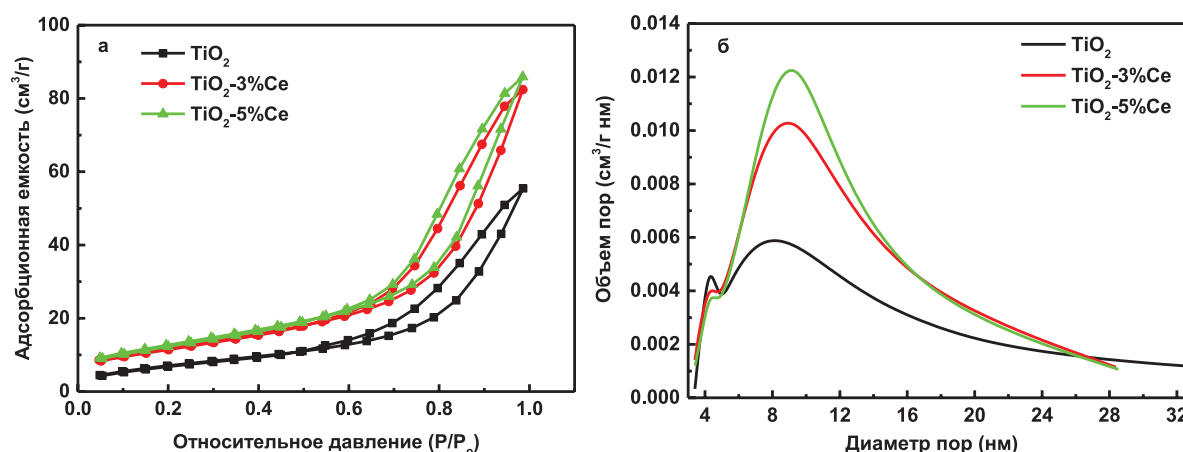 а
TiO2
TiO2-3%Ce
TiO2-5%Ce
Адсорбционная емкость (см3/г)
100
80
60
40
20
0
0.0 0.2 0.4 0.6 0.8 1.0
Относительное давление (P/P0)
б
TiO2
TiO2-3%Ce
TiO2-5%Ce
Объем пор (см3/г нм)
0.014
0.012
0.010
0.008
0.006
0.004
0.002
0.000
4 8 12 16 20 24 28 32
Диаметр пор (нм)